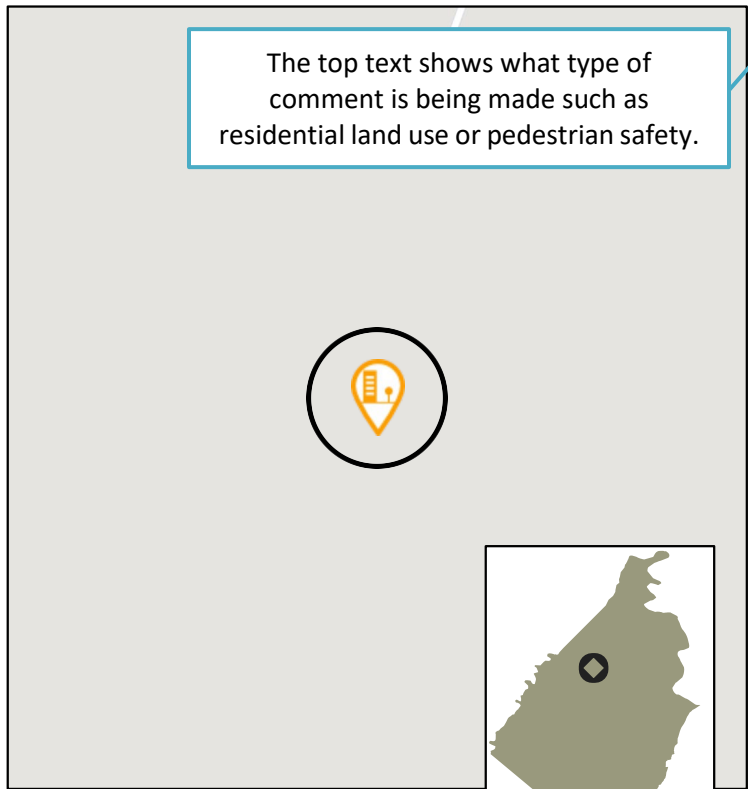 The top text shows what type of
comment is being made such as
residential land use or pedestrian safety.